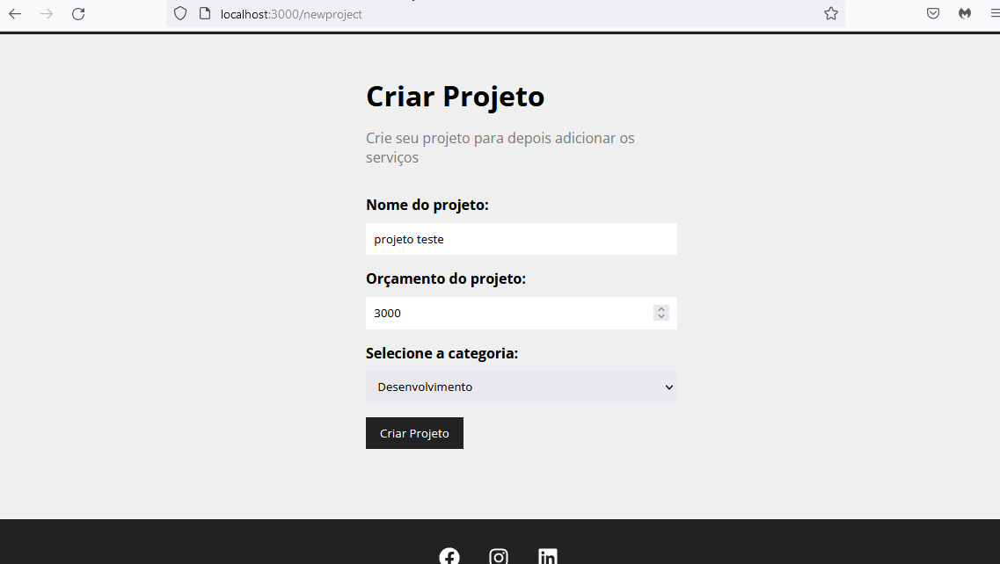 localhost:3000/newproject
Criar Projeto
Crie seu projeto para depois adicionar os
serviços
Nome do projeto:
projeto teste
Orçamento do projeto:
3000
Selecione a categoria:
Desenvolvimento
Criar Projeto